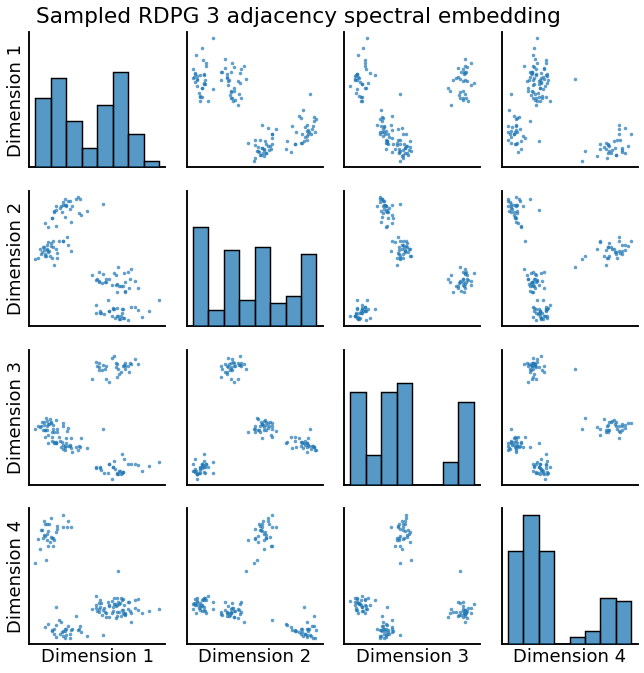 Sampled RDPG 3 adjacency spectral embedding
Dimension 1
Dimension 2
Dimension 3
Dimension 4
Dimension 1 Dimension 2 Dimension 3 Dimension 4